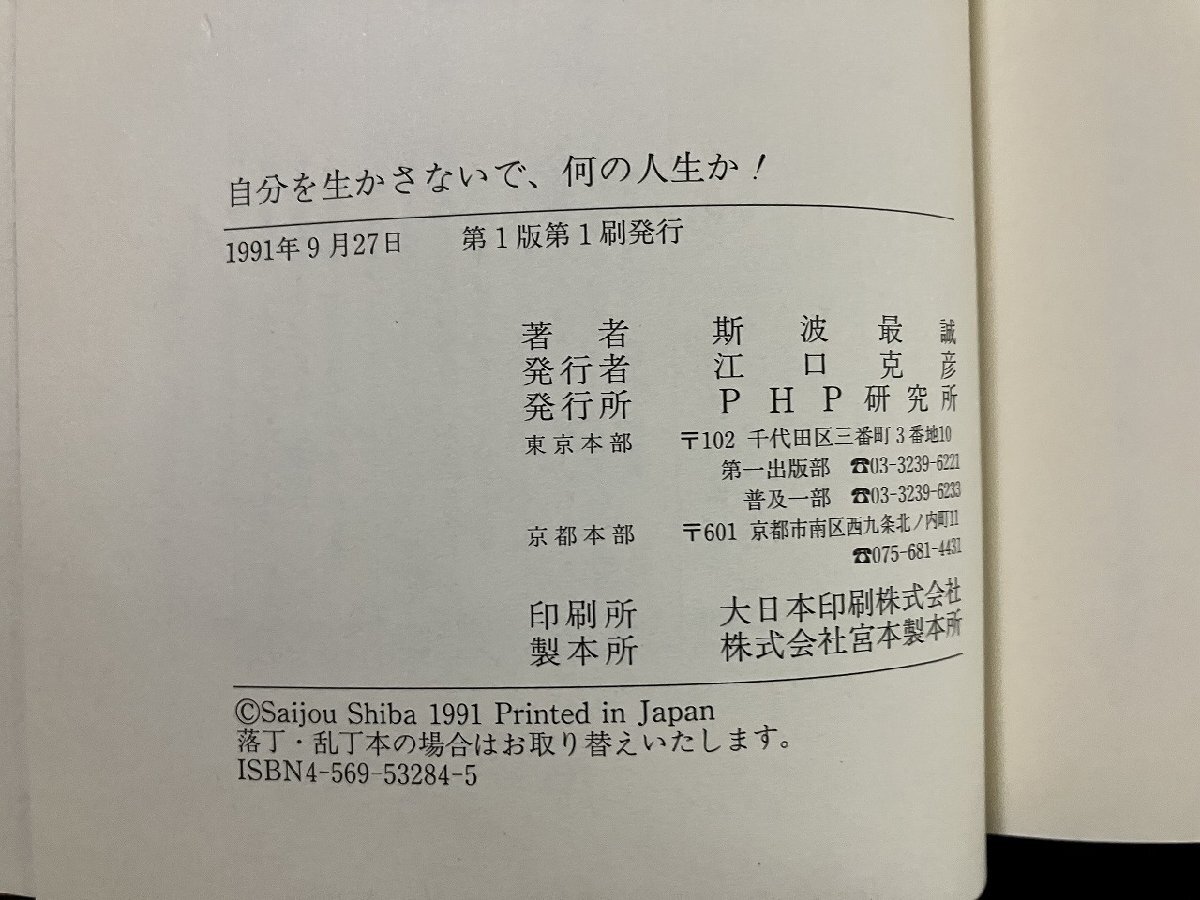 自分を生かさないで、何の人生か！
1991年9月27日　第1版第1刷発行
著者　斯波最誠
発行者　江口克彦
発行所　ＰＨＰ研究所
東京本部　〒102 千代田区三番町3番地10
第一出版部 ☎03-3239-6221
普及一部 ☎03-3239-6233
京都本部　〒601 京都市南区西九条北ノ内町11
☎075-681-4431
印刷所　大日本印刷株式会社
製本所　株式会社宮本製本所
©Saijou Shiba 1991 Printed in Japan
落丁・乱丁本の場合はお取り替えいたします。
ISBN4-569-53284-5